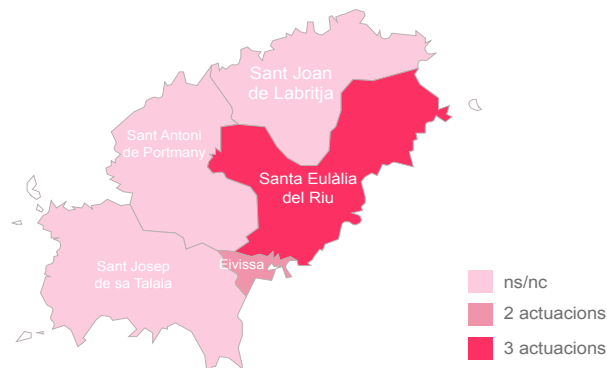 Sant Joan
de Labritja
Sant Antoni
de Portmany
Santa Eulàlia
del Riu
Eivissa
Sant Josep
de sa Talaia
ns/nc
2 actuacions
3 actuacions